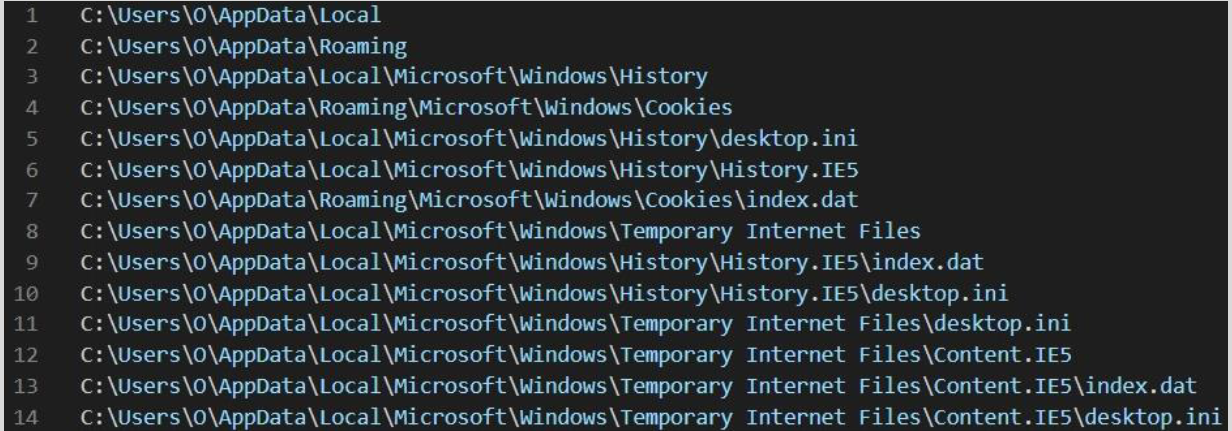 1 C:\Users\O\AppData\Local
2 C:\Users\O\AppData\Roaming
3 C:\Users\O\AppData\Local\Microsoft\Windows\History
4 C:\Users\O\AppData\Roaming\Microsoft\Windows\Cookies
5 C:\Users\O\AppData\Local\Microsoft\Windows\History\desktop.ini
6 C:\Users\O\AppData\Local\Microsoft\Windows\History\History.IE5
7 C:\Users\O\AppData\Roaming\Microsoft\Windows\Cookies\index.dat
8 C:\Users\O\AppData\Local\Microsoft\Windows\Temporary Internet Files
9 C:\Users\O\AppData\Local\Microsoft\Windows\History\History.IE5\index.dat
10 C:\Users\O\AppData\Local\Microsoft\Windows\History\History.IE5\desktop.ini
11 C:\Users\O\AppData\Local\Microsoft\Windows\Temporary Internet Files\desktop.ini
12 C:\Users\O\AppData\Local\Microsoft\Windows\Temporary Internet Files\Content.IE5
13 C:\Users\O\AppData\Local\Microsoft\Windows\Temporary Internet Files\Content.IE5\index.dat
14 C:\Users\O\AppData\Local\Microsoft\Windows\Temporary Internet Files\Content.IE5\desktop.ini